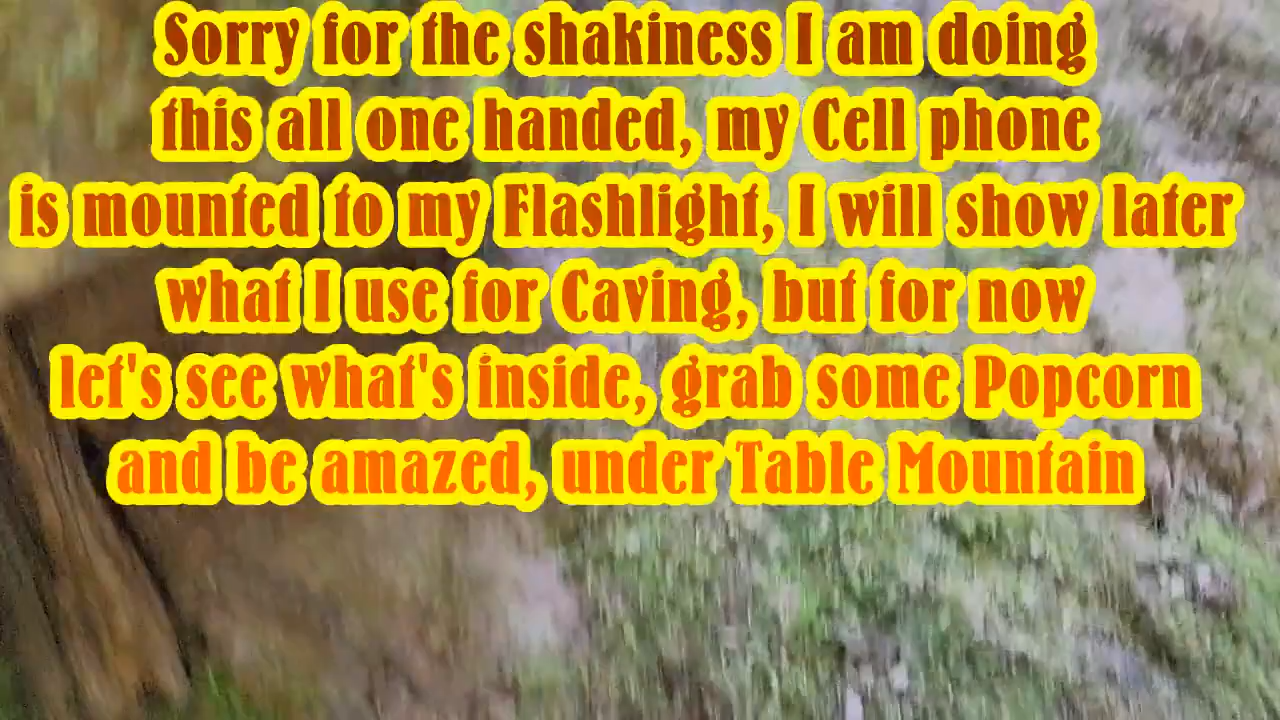 Sorry for the shakiness I am doing
this all one handed, my Cell phone
is mounted to my Flashlight, I will show later
what I use for Caving, but for now
let's see what's inside, grab some Popcorn
and be amazed, under Table Mountain